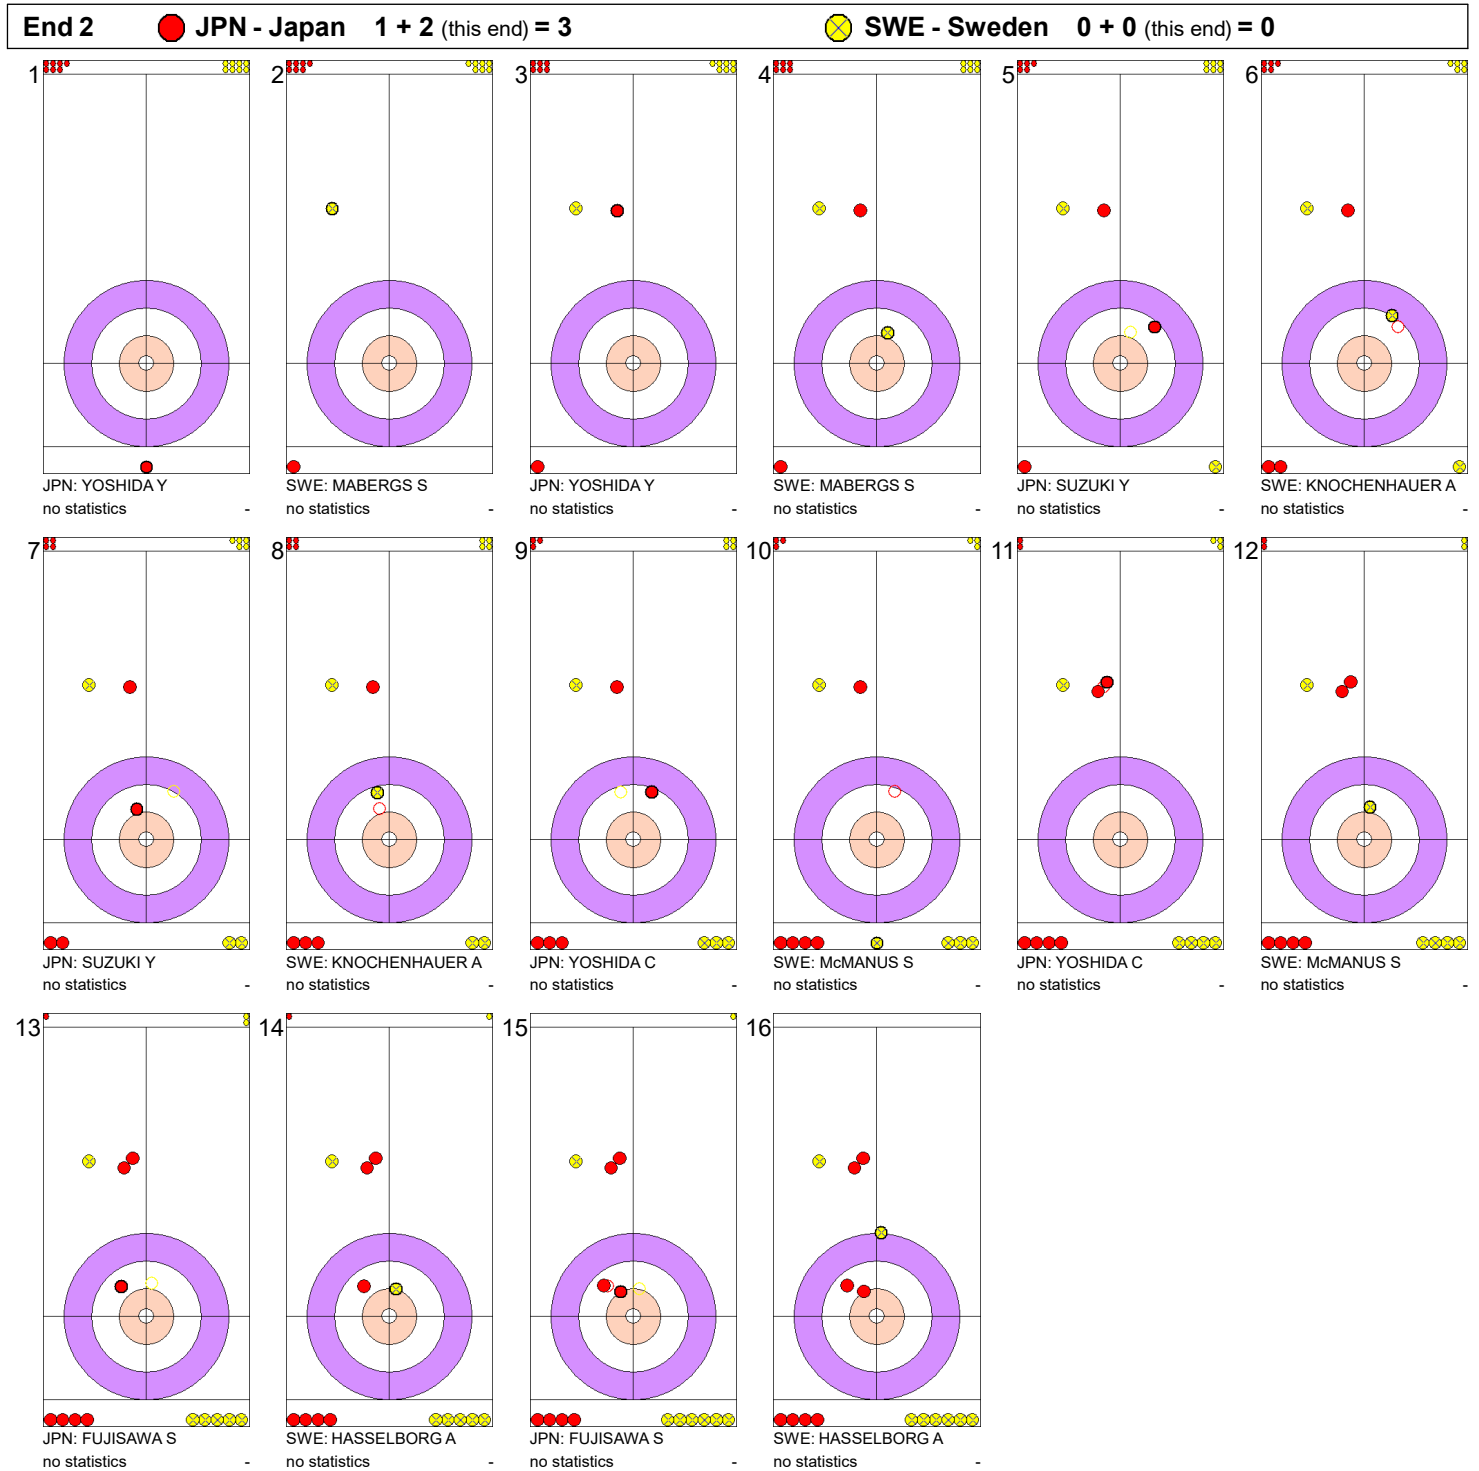 End 2 JPN - Japan 1 + 2 (this end) = 3 SWE - Sweden 0 + 0 (this end) = 0
1 2 3 4 5 6
JPN: YOSHIDA Y SWE: MABERGS S JPN: YOSHIDA Y SWE: MABERGS S JPN: SUZUKI Y SWE: KNOCHENHAUER A
no statistics - no statistics - no statistics - no statistics - no statistics - no statistics -
7 8 9 10 11 12
JPN: SUZUKI Y SWE: KNOCHENHAUER A JPN: YOSHIDA C SWE: McMANUS S JPN: YOSHIDA C SWE: McMANUS S
no statistics - no statistics - no statistics - no statistics - no statistics - no statistics -
13 14 15 16
JPN: FUJISAWA S SWE: HASSELBORG A JPN: FUJISAWA S SWE: HASSELBORG A
no statistics - no statistics - no statistics - no statistics -